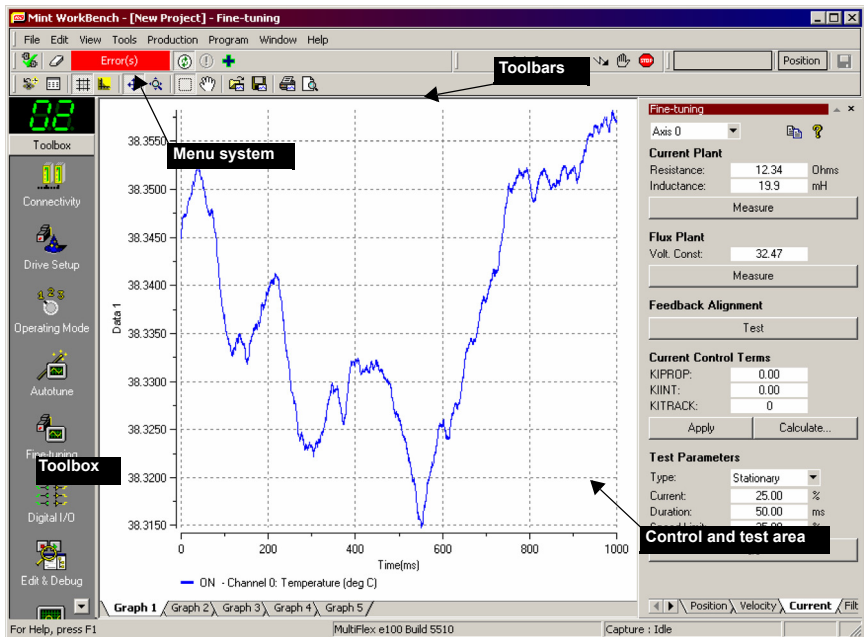 Mint WorkBench - [New Project] - Fine-tuning
File Edit View Tools Production Program Window Help
Error(s)
Position
Toolbars
Menu system
02
Toolbox
Connectivity
Drive Setup
Operating Mode
Autotune
Fine-tuning
Toolbox
Digital I/O
Edit & Debug
Data 1
38.3550
38.3500
38.3450
38.3400
38.3350
38.3300
38.3250
38.3200
38.3150
0 200 400 600 800 1000
Time(ms)
ON - Channel 0: Temperature (deg C)
Graph 1 Graph 2 Graph 3 Graph 4 Graph 5
Fine-tuning
Axis 0
Current Plant
Resistance: 12.34 Ohms
Inductance: 19.9 mH
Measure
Flux Plant
Volt. Const: 32.47
Measure
Feedback Alignment
Test
Current Control Terms
KIPROP: 0.00
KIINT: 0.00
KITRACK: 0
Apply Calculate...
Test Parameters
Type: Stationary
Current: 25.00 %
Duration: 50.00 ms
Control and test area
Position Velocity Current Filt
For Help, press F1
MultiFlex e100 Build 5510
Capture : Idle